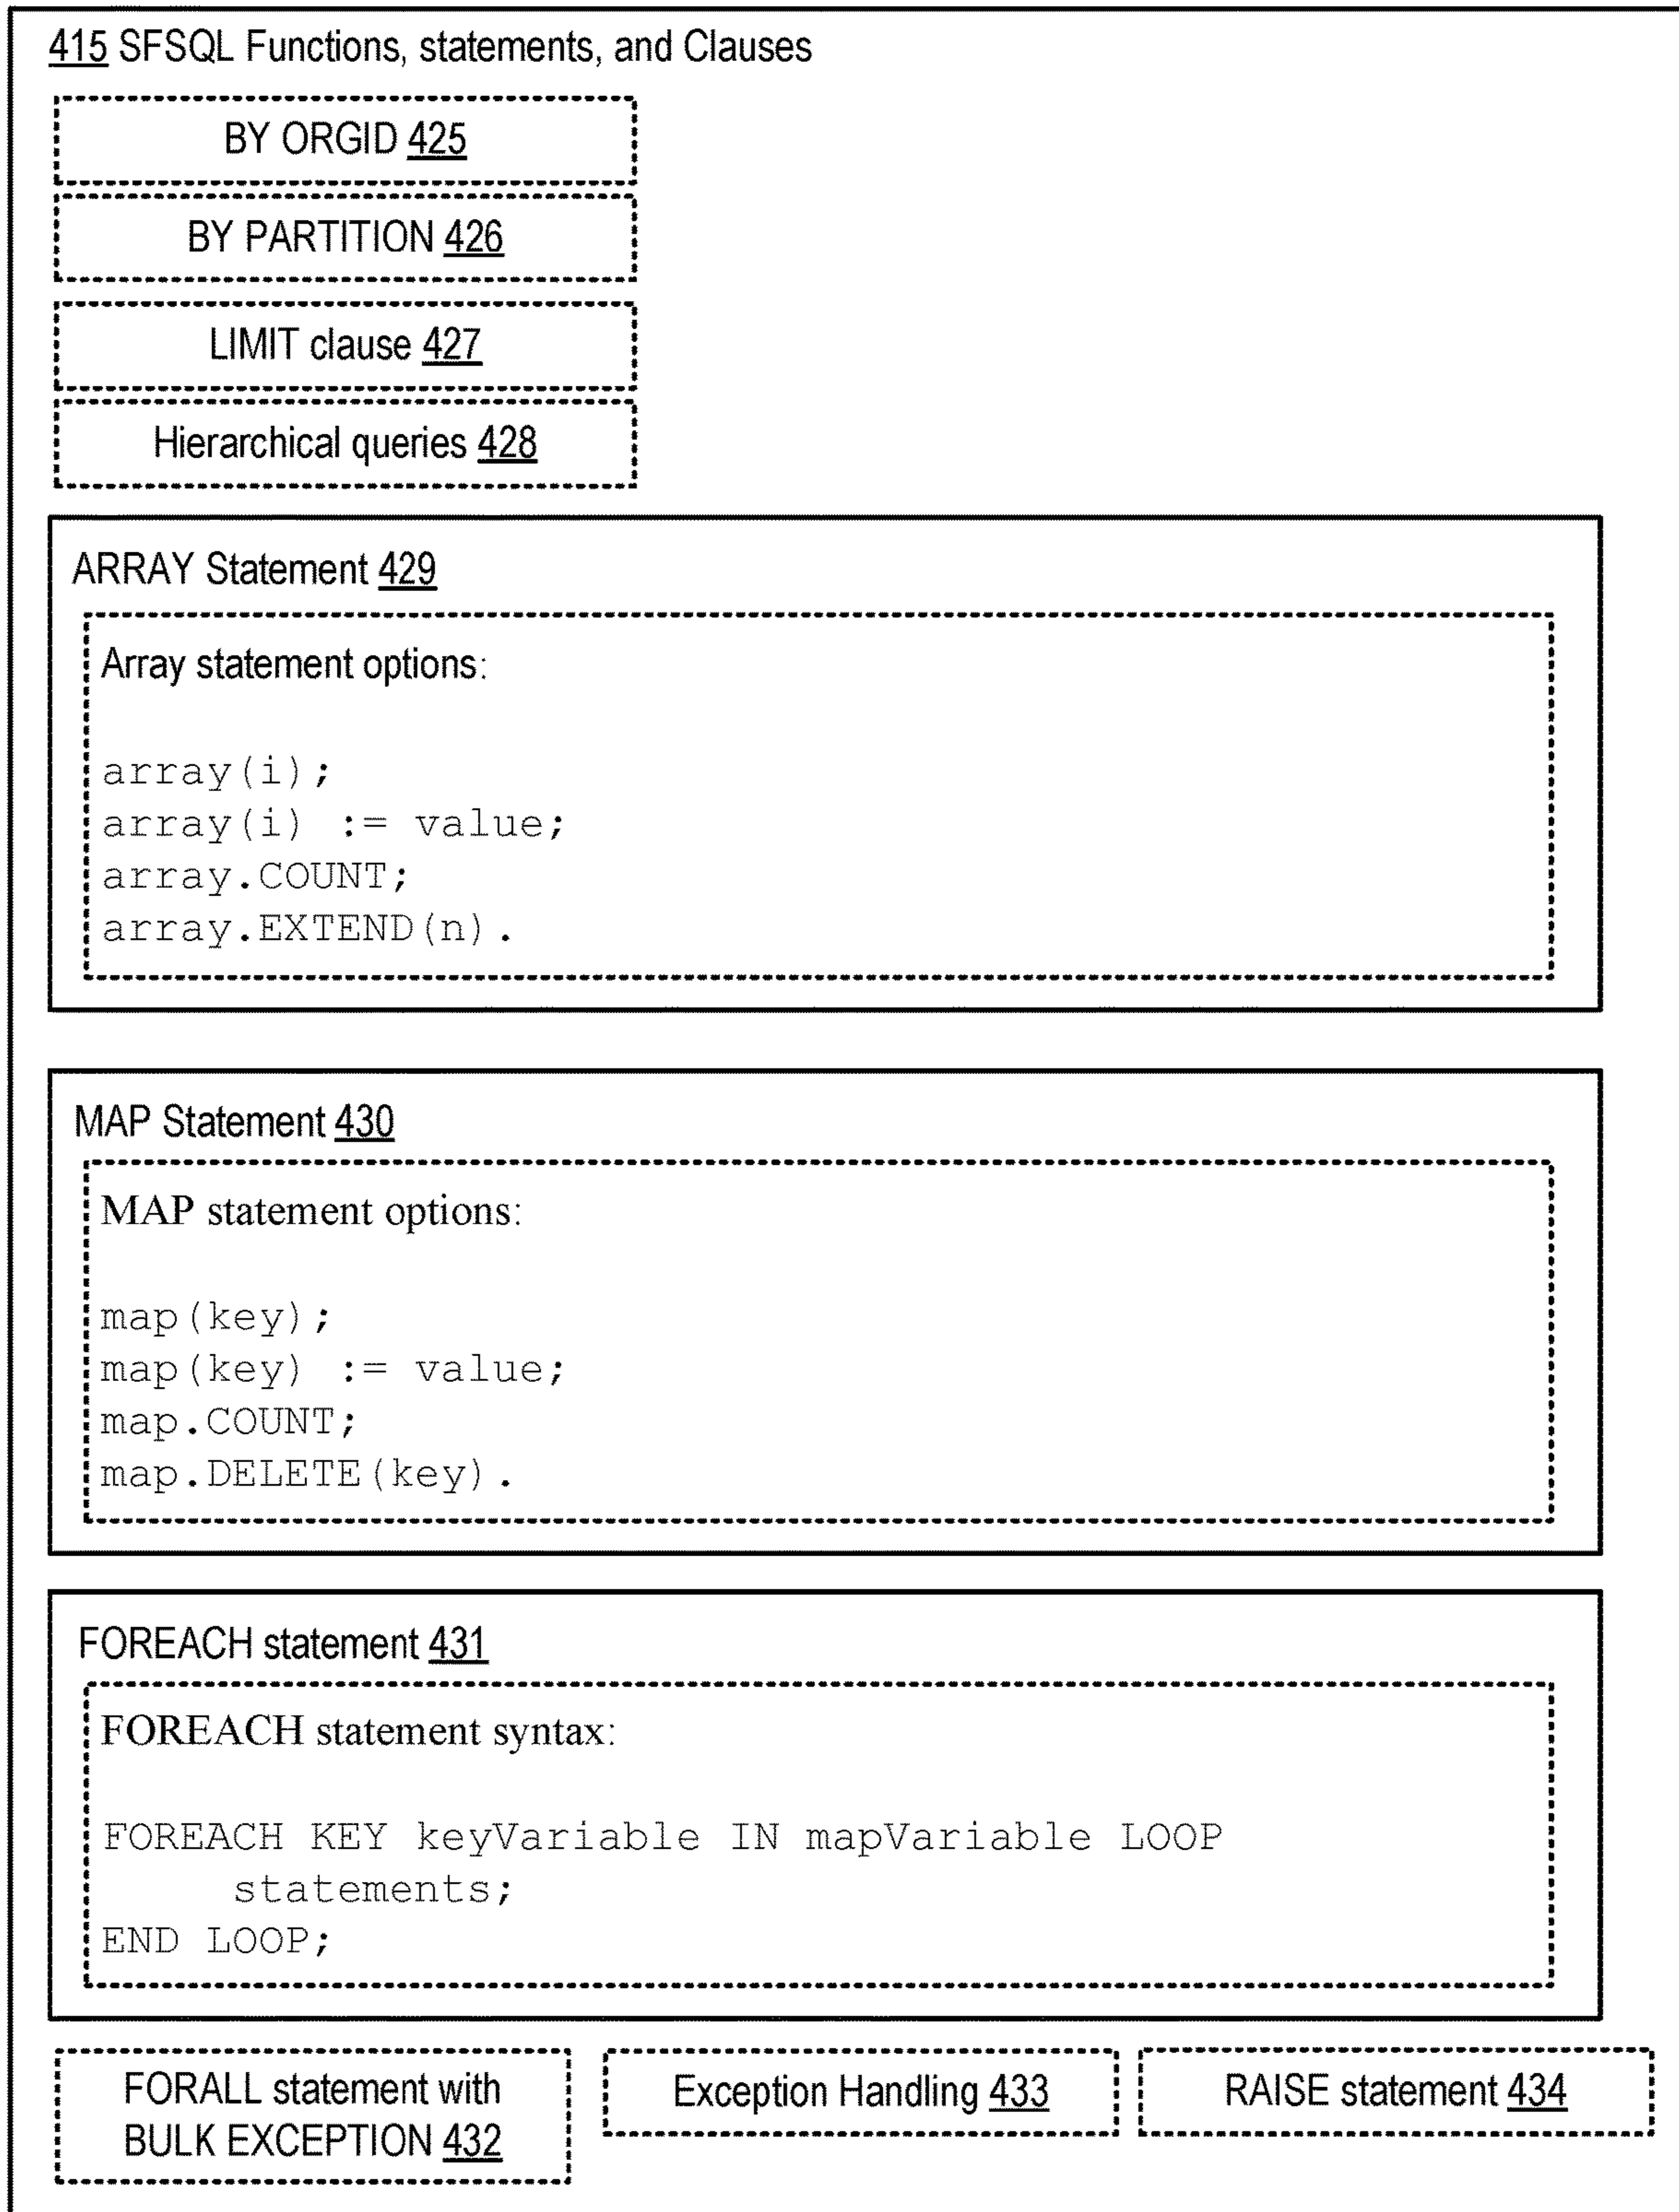 415 SFSQL Functions, statements, and Clauses
BY ORGID 425
BY PARTITION 426
LIMIT clause 427
Hierarchical queries 428
ARRAY Statement 429
Array statement options:
array(i);
array(i) := value;
array.COUNT;
array.EXTEND(n).
MAP Statement 430
MAP statement options:
map(key);
map(key) := value;
map.COUNT;
map.DELETE(key).
FOREACH statement 431
FOREACH statement syntax:
FOREACH KEY keyVariable IN mapVariable LOOP
statements;
END LOOP;
FORALL statement with
BULK EXCEPTION 432
Exception Handling 433
RAISE statement 434